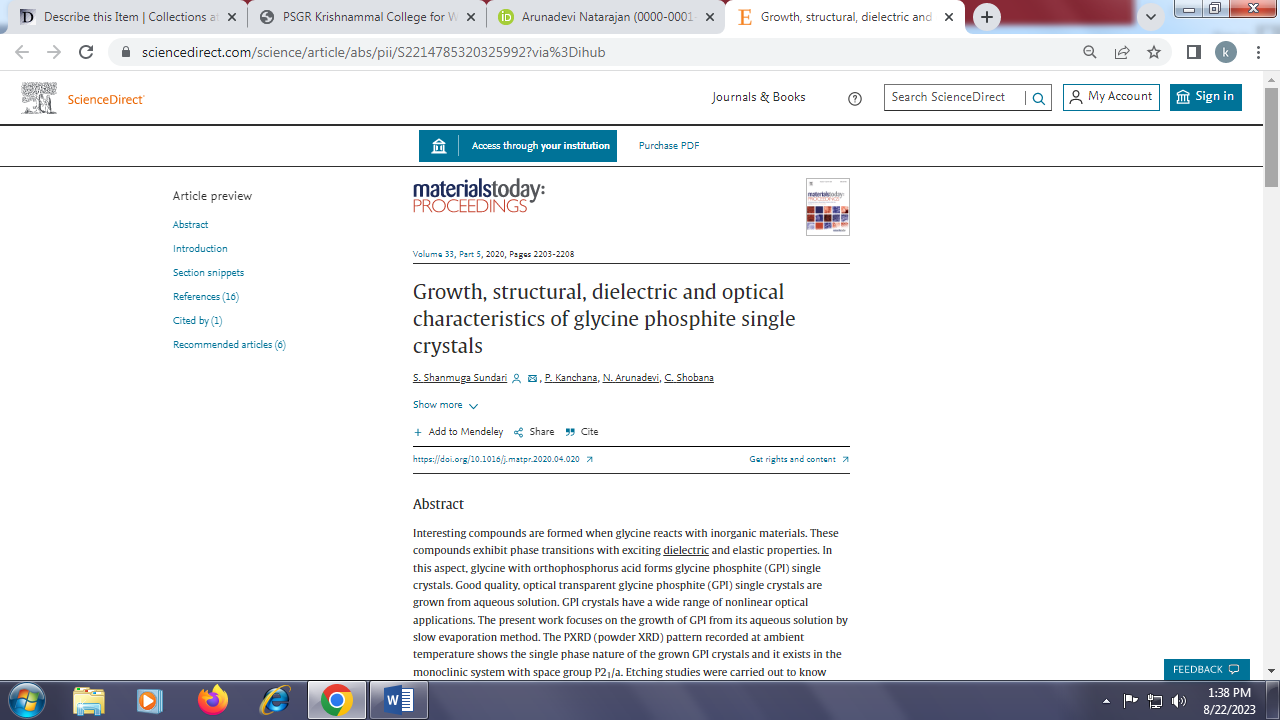 Describe this Item | Collections at
PSGR Krishnammal College for W
Arunadevi Natarajan (0000-0001-
Growth, structural, dielectric and
sciencedirect.com/science/article/abs/pii/S2214785320325992?via%3Dihub
k
ScienceDirect
Journals & Books
Search ScienceDirect
My Account
Sign in
Access through your institution
Purchase PDF
Article preview
Abstract
Introduction
Section snippets
References (16)
Cited by (1)
Recommended articles (6)
materialstoday:
PROCEEDINGS
materialstoday:
PROCEEDINGS
Volume 33, Part 5, 2020, Pages 2203-2208
Growth, structural, dielectric and optical
characteristics of glycine phosphite single
crystals
S. Shanmuga Sundari, P. Kanchana, N. Arunadevi, C. Shobana
Show more
+ Add to Mendeley Share Cite
https://doi.org/10.1016/j.matpr.2020.04.020
Get rights and content
Abstract
Interesting compounds are formed when glycine reacts with inorganic materials. These
compounds exhibit phase transitions with exciting dielectric and elastic properties. In
this aspect, glycine with orthophosphorus acid forms glycine phosphite (GPI) single
crystals. Good quality, optical transparent glycine phosphite (GPI) single crystals are
grown from aqueous solution. GPI crystals have a wide range of nonlinear optical
applications. The present work focuses on the growth of GPI from its aqueous solution by
slow evaporation method. The PXRD (powder XRD) pattern recorded at ambient
temperature shows the single phase nature of the grown GPI crystals and it exists in the
monoclinic system with space group P2₁/a. Etching studies were carried out to know
FEEDBACK
1:38 PM
8/22/2023